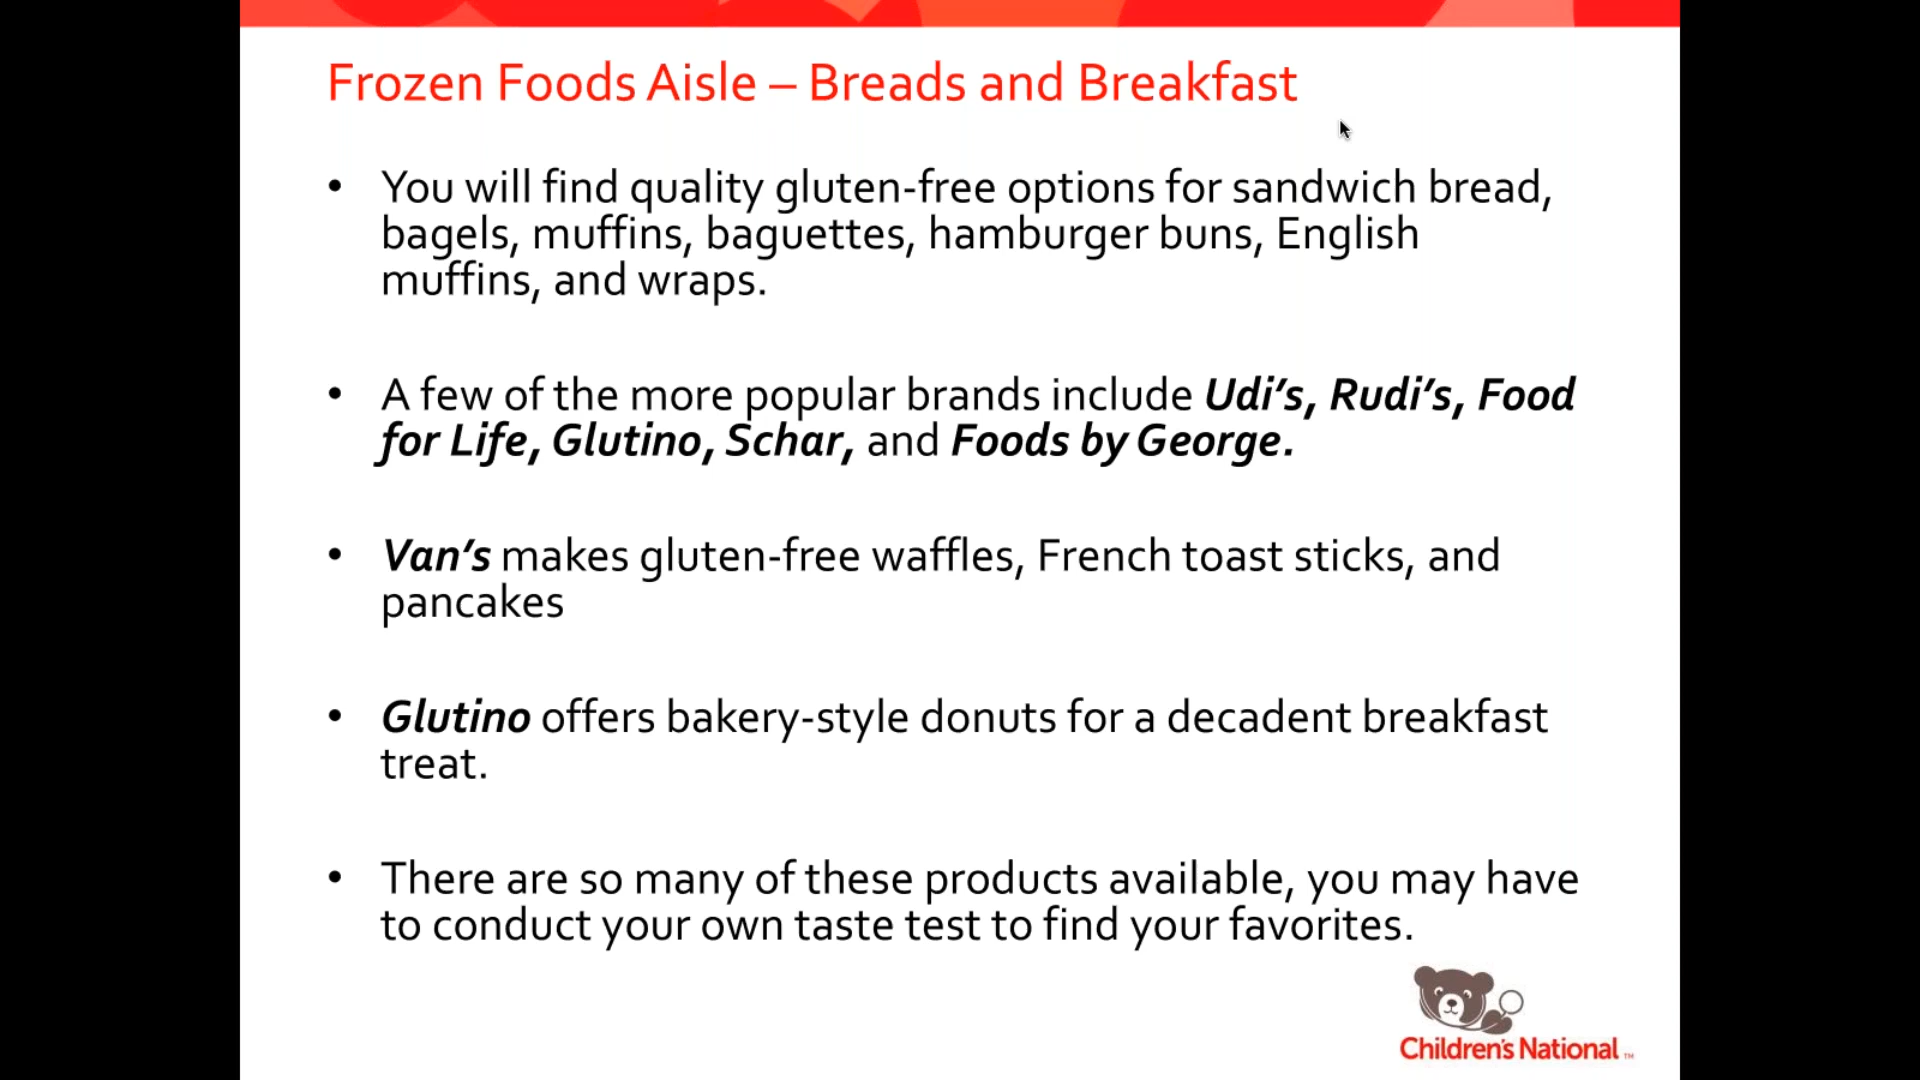 Frozen Foods Aisle – Breads and Breakfast
• You will find quality gluten-free options for sandwich bread,
bagels, muffins, baguettes, hamburger buns, English
muffins, and wraps.
• A few of the more popular brands include Udi’s, Rudi’s, Food
for Life, Glutino, Schar, and Foods by George.
• Van’s makes gluten-free waffles, French toast sticks, and
pancakes
• Glutino offers bakery-style donuts for a decadent breakfast
treat.
• There are so many of these products available, you may have
to conduct your own taste test to find your favorites.
Children's National ™